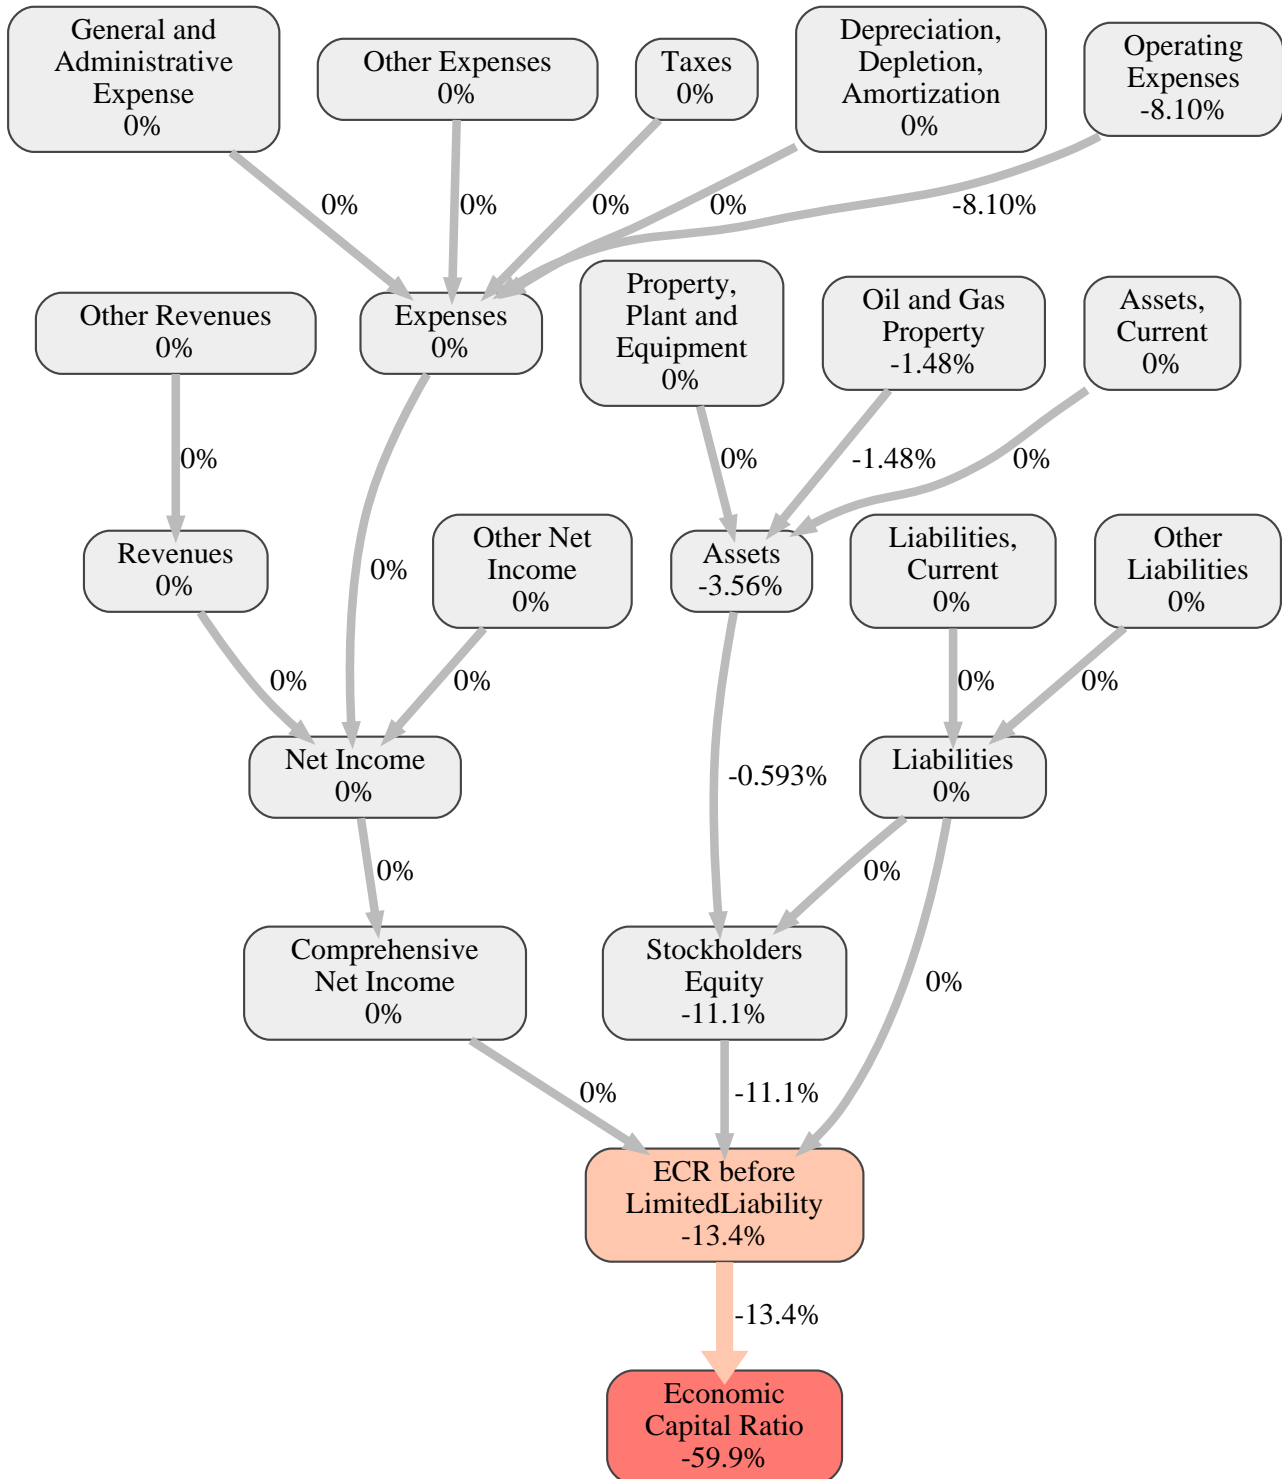 General and
Administrative
Expense
0%
Other Expenses
0%
Taxes
0%
Depreciation,
Depletion,
Amortization
0%
Operating
Expenses
-8.10%
0%
0%
0%
0%
-8.10%
Other Revenues
0%
Expenses
0%
Property,
Plant and
Equipment
0%
Oil and Gas
Property
-1.48%
Assets,
Current
0%
0%
0%
-1.48%
0%
Revenues
0%
0%
Other Net
Income
0%
Assets
-3.56%
Liabilities,
Current
0%
Other
Liabilities
0%
0%
0%
0%
0%
Net Income
0%
-0.593%
Liabilities
0%
0%
0%
Comprehensive
Net Income
0%
Stockholders
Equity
-11.1%
0%
0%
-11.1%
ECR before
LimitedLiability
-13.4%
-13.4%
Economic
Capital Ratio
-59.9%